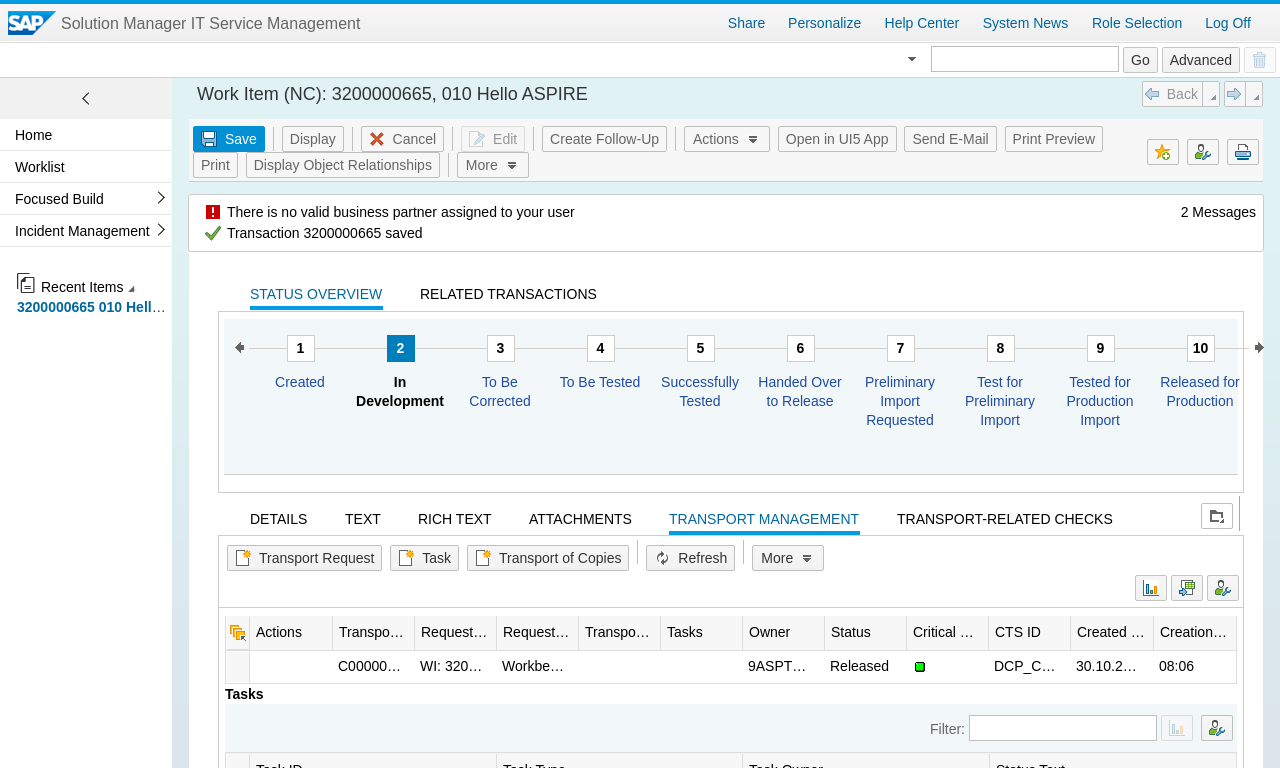 SAP Solution Manager IT Service Management
Share Personalize Help Center System News Role Selection Log Off
Go Advanced
Work Item (NC): 3200000665, 010 Hello ASPIRE
Back
Home
Worklist
Focused Build
Incident Management
Recent Items
3200000665 010 Hell…
Save Display Cancel Edit Create Follow-Up Actions Open in UI5 App Send E-Mail Print Preview
Print Display Object Relationships More
There is no valid business partner assigned to your user
2 Messages
Transaction 3200000665 saved
STATUS OVERVIEW RELATED TRANSACTIONS
1 2 3 4 5 6 7 8 9 10
Created In To Be To Be Tested Successfully Handed Over Preliminary Test for Tested for Released for
Development Corrected Tested to Release Import Preliminary Production Production
Requested Import Import
DETAILS TEXT RICH TEXT ATTACHMENTS TRANSPORT MANAGEMENT TRANSPORT-RELATED CHECKS
Transport Request Task Transport of Copies Refresh More
Actions Transpo… Request… Request… Transpo… Tasks Owner Status Critical … CTS ID Created … Creation…
C00000… WI: 320… Workbe… 9ASPT… Released DCP_C… 30.10.2… 08:06
Tasks
Filter:
Task ID Task Type Task Owner Status Text